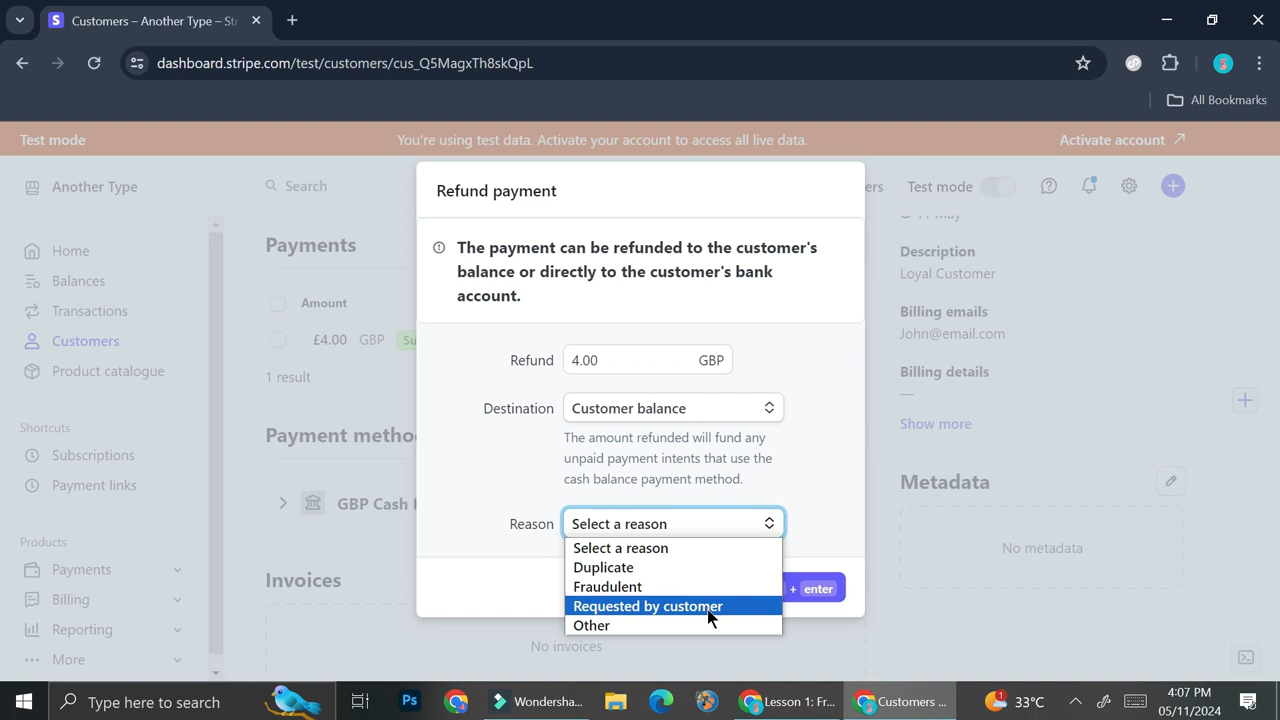 Customers – Another Type – St
dashboard.stripe.com/test/customers/cus_Q5MagxTh8skQpL
All Bookmarks
Test mode
You're using test data. Activate your account to access all live data.
Activate account
Another Type
Search
ers
Test mode
Home
Balances
Transactions
Customers
Product catalogue
Shortcuts
Subscriptions
Payment links
Products
Payments
Billing
Reporting
More
Payments
Amount
£4.00 GBP Su
1 result
Payment metho
GBP Cash
Invoices
No invoices
Refund payment
The payment can be refunded to the customer's
balance or directly to the customer's bank
account.
Refund 4.00 GBP
Destination Customer balance
The amount refunded will fund any
unpaid payment intents that use the
cash balance payment method.
Reason Select a reason
Select a reason
Duplicate
Fraudulent
Requested by customer
Other
+ enter
Description
Loyal Customer
Billing emails
John@email.com
Billing details
—
Show more
Metadata
No metadata
Type here to search
Ps
Wondersha...
Lesson 1: Fr...
Customers ...
1
33°C
4:07 PM
05/11/2024